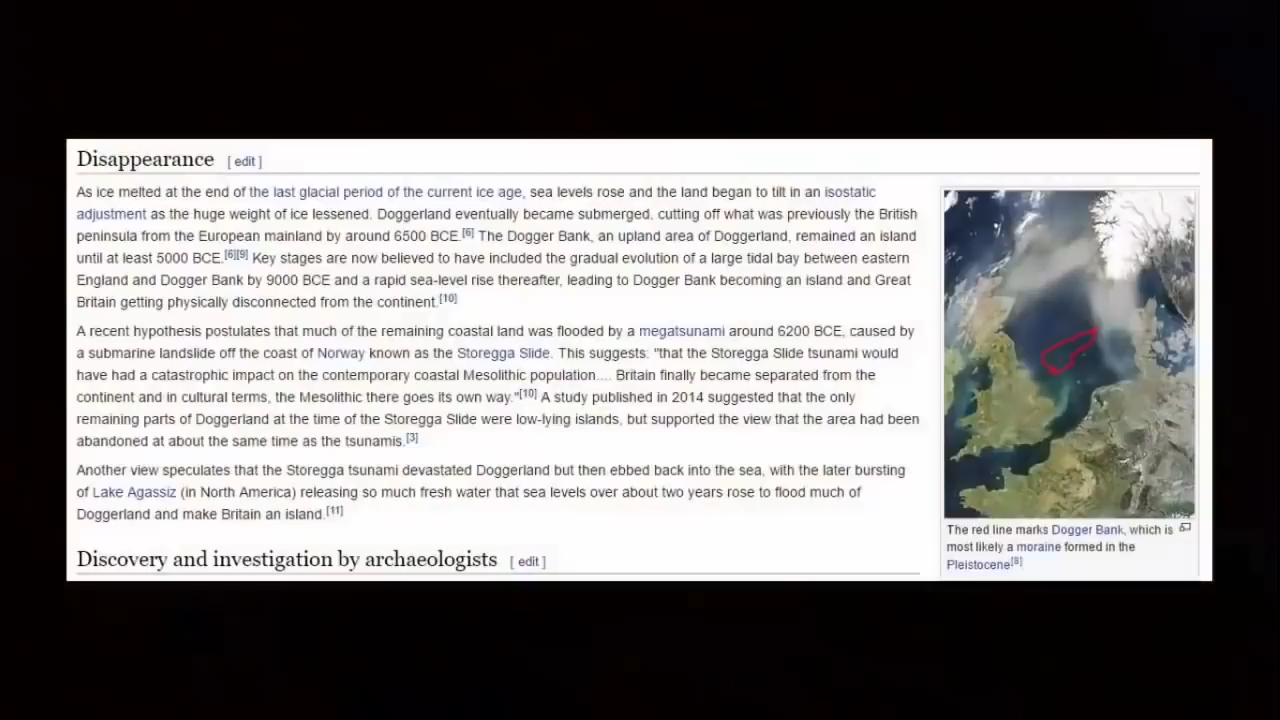 Disappearance [ edit ]
As ice melted at the end of the last glacial period of the current ice age, sea levels rose and the land began to tilt in an isostatic
adjustment as the huge weight of ice lessened. Doggerland eventually became submerged, cutting off what was previously the British
peninsula from the European mainland by around 6500 BCE.[6] The Dogger Bank, an upland area of Doggerland, remained an island
until at least 5000 BCE.[6][9] Key stages are now believed to have included the gradual evolution of a large tidal bay between eastern
England and Dogger Bank by 9000 BCE and a rapid sea-level rise thereafter, leading to Dogger Bank becoming an island and Great
Britain getting physically disconnected from the continent.[10]
A recent hypothesis postulates that much of the remaining coastal land was flooded by a megatsunami around 6200 BCE, caused by
a submarine landslide off the coast of Norway known as the Storegga Slide. This suggests: "that the Storegga Slide tsunami would
have had a catastrophic impact on the contemporary coastal Mesolithic population.... Britain finally became separated from the
continent and in cultural terms, the Mesolithic there goes its own way."[10] A study published in 2014 suggested that the only
remaining parts of Doggerland at the time of the Storegga Slide were low-lying islands, but supported the view that the area had been
abandoned at about the same time as the tsunamis.[3]
Another view speculates that the Storegga tsunami devastated Doggerland but then ebbed back into the sea, with the later bursting
of Lake Agassiz (in North America) releasing so much fresh water that sea levels over about two years rose to flood much of
Doggerland and make Britain an island.[11]
The red line marks Dogger Bank, which is
most likely a moraine formed in the
Pleistocene[8]
Discovery and investigation by archaeologists [ edit ]